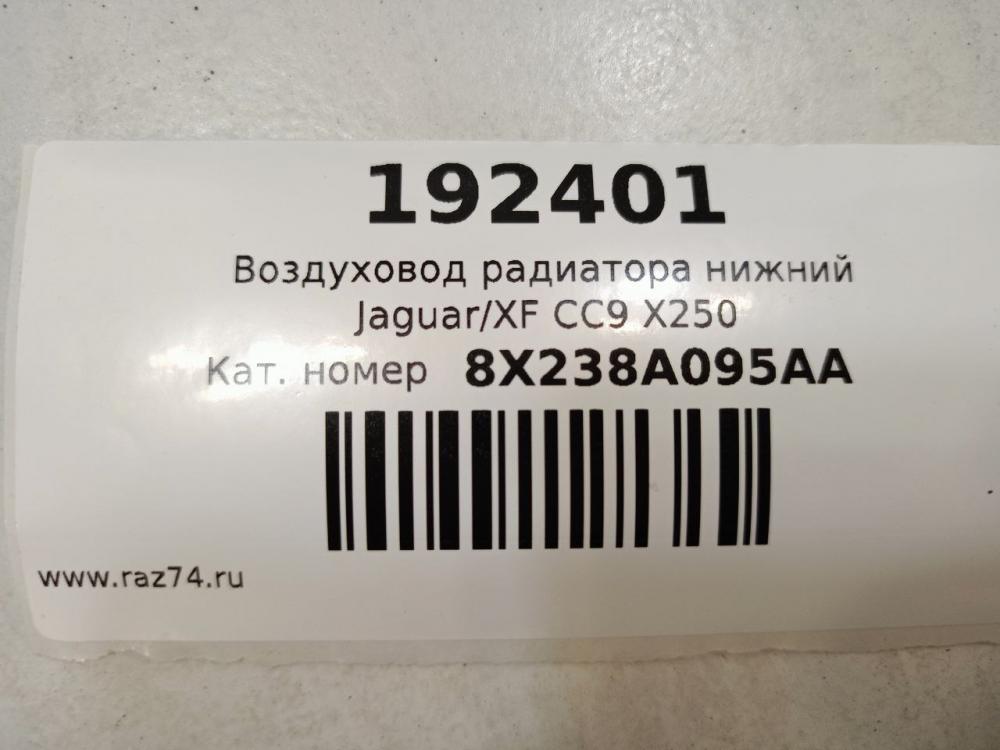 192401
Воздуховод радиатора нижний
Jaguar/XF CC9 X250
Кат. номер 8X238A095AA
www.raz74.ru